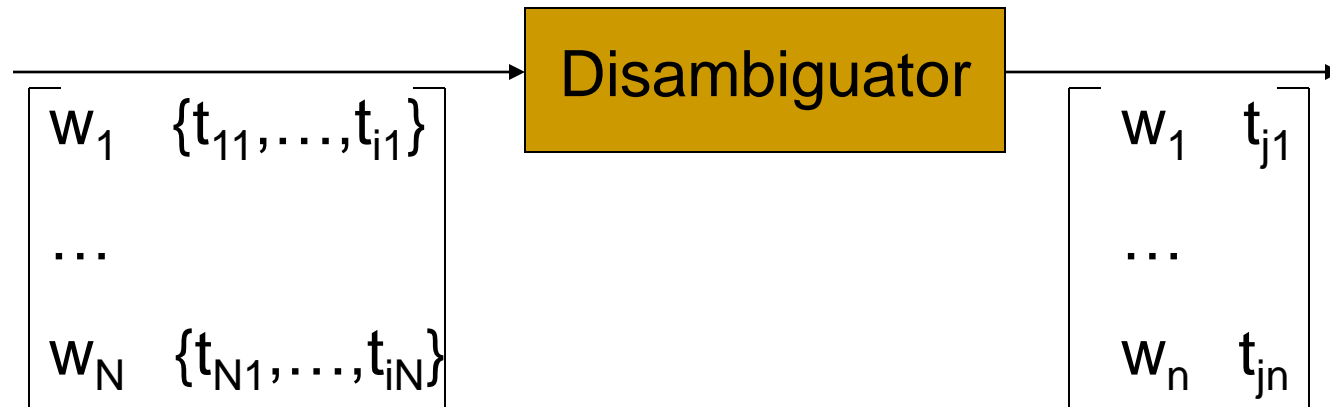 Disambiguator
w1 {t11,…,ti1}
…
wN {tN1,…,tiN}
w1 tj1
…
wn tjn